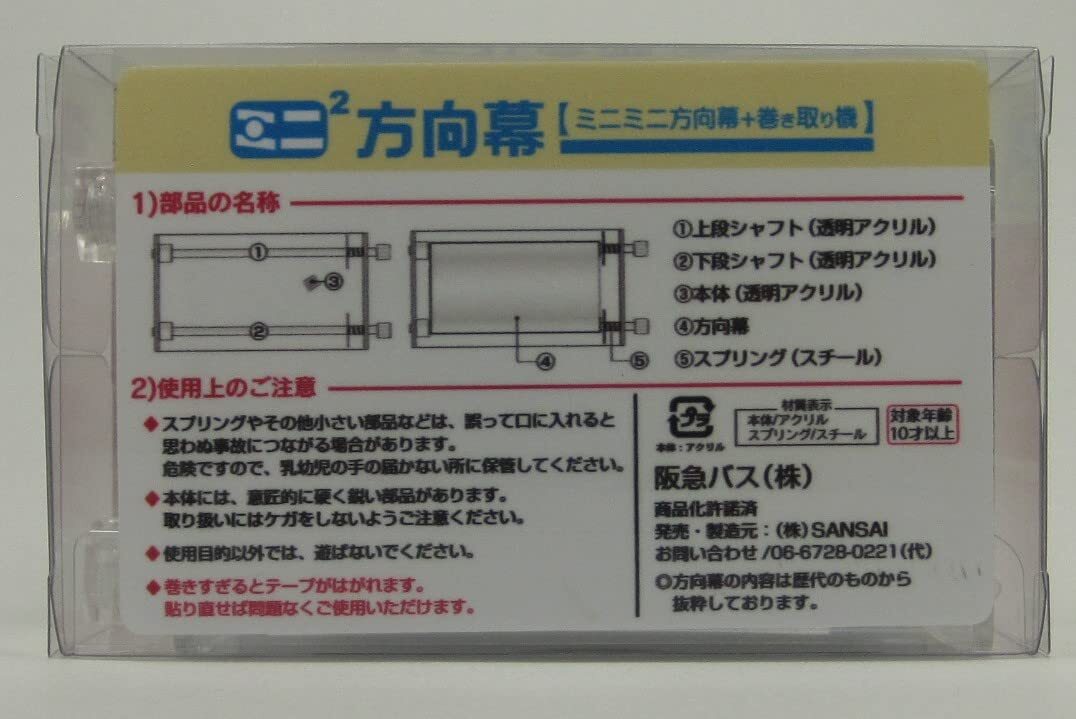 ミニ² 方向幕【ミニミニ方向幕+巻き取り機】
1)部品の名称
①
②
③
④
⑤
①上段シャフト(透明アクリル)
②下段シャフト(透明アクリル)
③本体(透明アクリル)
④方向幕
⑤スプリング(スチール)
2)使用上のご注意
◆スプリングやその他小さい部品などは、誤って口に入れると
思わぬ事故につながる場合があります。
危険ですので、乳幼児の手の届かない所に保管してください。
◆本体には、意匠的に硬く鋭い部品があります。
取り扱いにはケガをしないようご注意ください。
◆使用目的以外では、遊ばないでください。
◆巻きすぎるとテープがはがれます。
貼り直せば問題なくご使用いただけます。
プラ
本体:アクリル
材質表示
本体/アクリル
スプリング/スチール
対象年齢
10才以上
阪急バス(株)
商品化許諾済
発売・製造元:(株)SANSAI
お問い合わせ/06-6728-0221(代)
◎方向幕の内容は歴代のものから
抜粋しております。